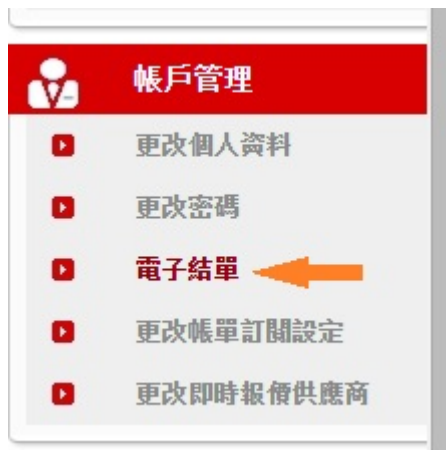 帳戶管理
更改個人資料
更改密碼
電子結單
更改帳單訂閱設定
更改即時報價供應商